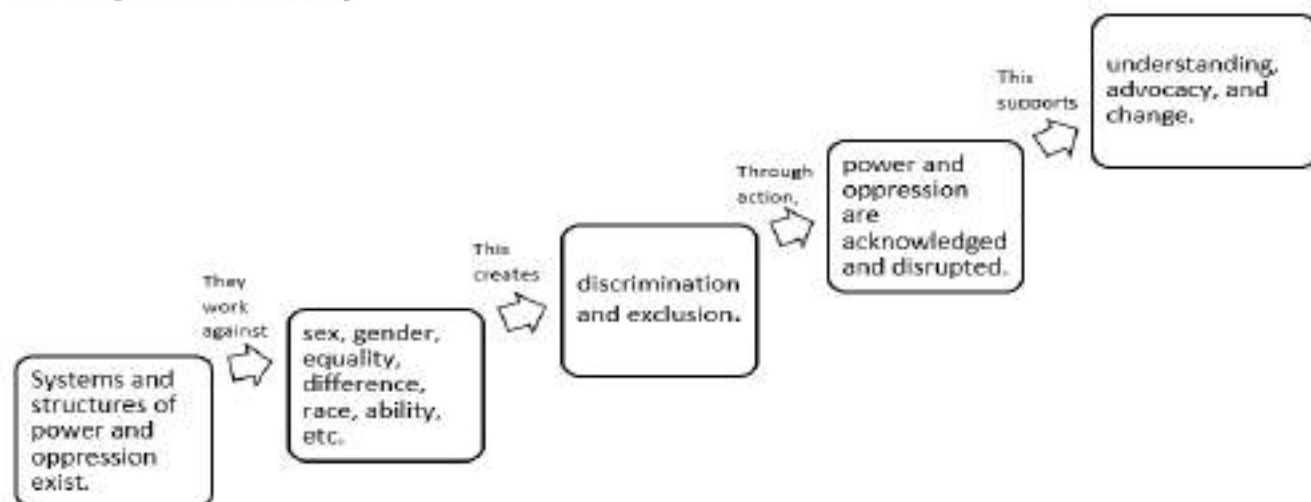 Systems and
structures of
power and
oppression
exist.
They
work
against
sex, gender,
equality,
difference,
race, ability,
etc.
This
creates
discrimination
and exclusion.
Through
action,
power and
oppression
are
acknowledged
and disrupted.
This
supports
understanding,
advocacy, and
change.